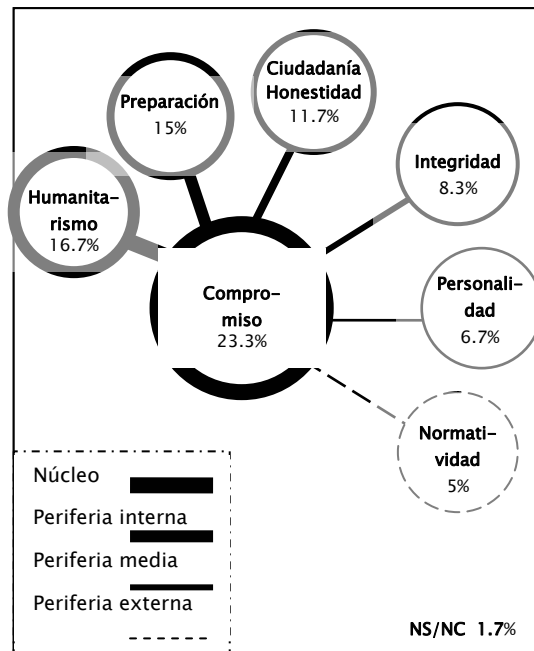 Ciudadanía
Honestidad
11.7%
Preparación
15%
Integridad
8.3%
Humanita-
rismo
16.7%
Compro-
miso
23.3%
Personali-
dad
6.7%
Normati-
vidad
5%
Núcleo
Periferia interna
Periferia media
Periferia externa
NS/NC 1.7%